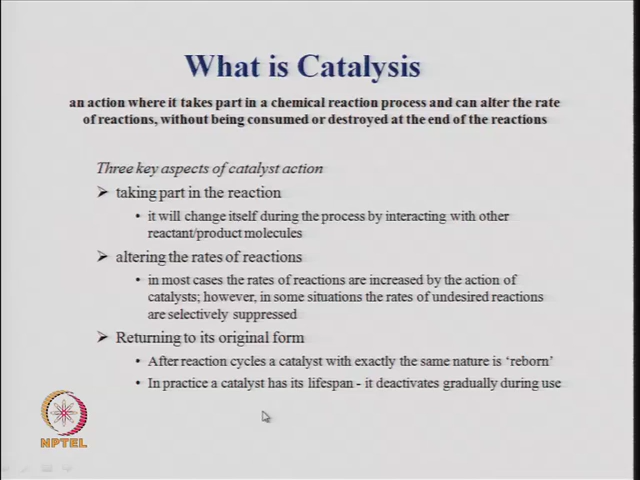 What is Catalysis
an action where it takes part in a chemical reaction process and can alter the rate
of reactions, without being consumed or destroyed at the end of the reactions
Three key aspects of catalyst action
➢ taking part in the reaction
• it will change itself during the process by interacting with other
reactant/product molecules
➢ altering the rates of reactions
• in most cases the rates of reactions are increased by the action of
catalysts; however, in some situations the rates of undesired reactions
are selectively suppressed
➢ Returning to its original form
• After reaction cycles a catalyst with exactly the same nature is ‘reborn’
• In practice a catalyst has its lifespan - it deactivates gradually during use
NPTEL